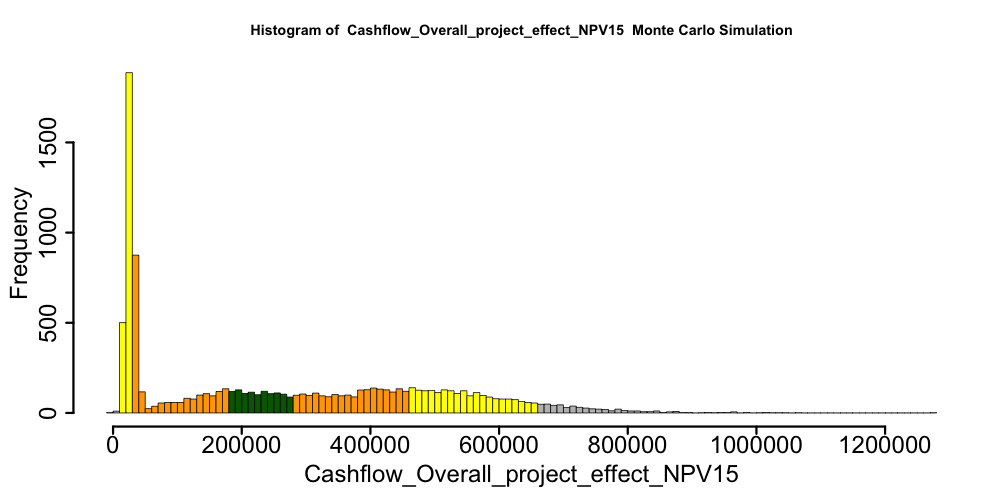 Histogram of  Cashflow_Overall_project_effect_NPV15  Monte Carlo Simulation
Frequency
1500
1000
500
0
0 200000 400000 600000 800000 1000000 1200000
Cashflow_Overall_project_effect_NPV15